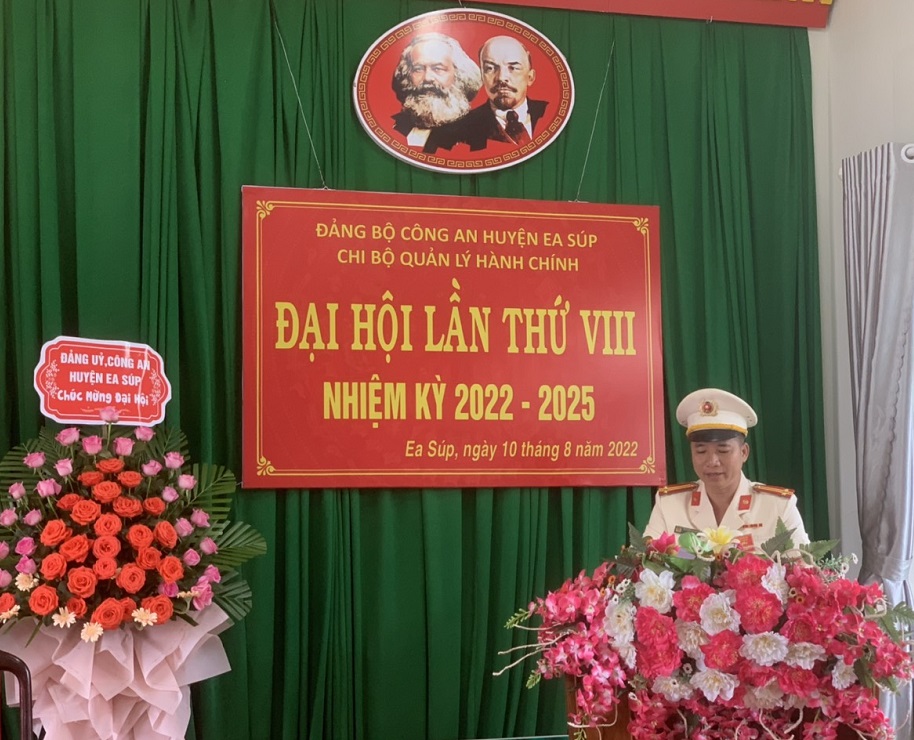 ĐẢNG BỘ CÔNG AN HUYỆN EA SÚP
CHI BỘ QUẢN LÝ HÀNH CHÍNH
ĐẠI HỘI LẦN THỨ VIII
NHIỆM KỲ 2022 - 2025
Ea Súp, ngày 10 tháng 8 năm 2022
ĐẢNG UỶ, CÔNG AN
HUYỆN EA SÚP
Chúc Mừng Đại Hội